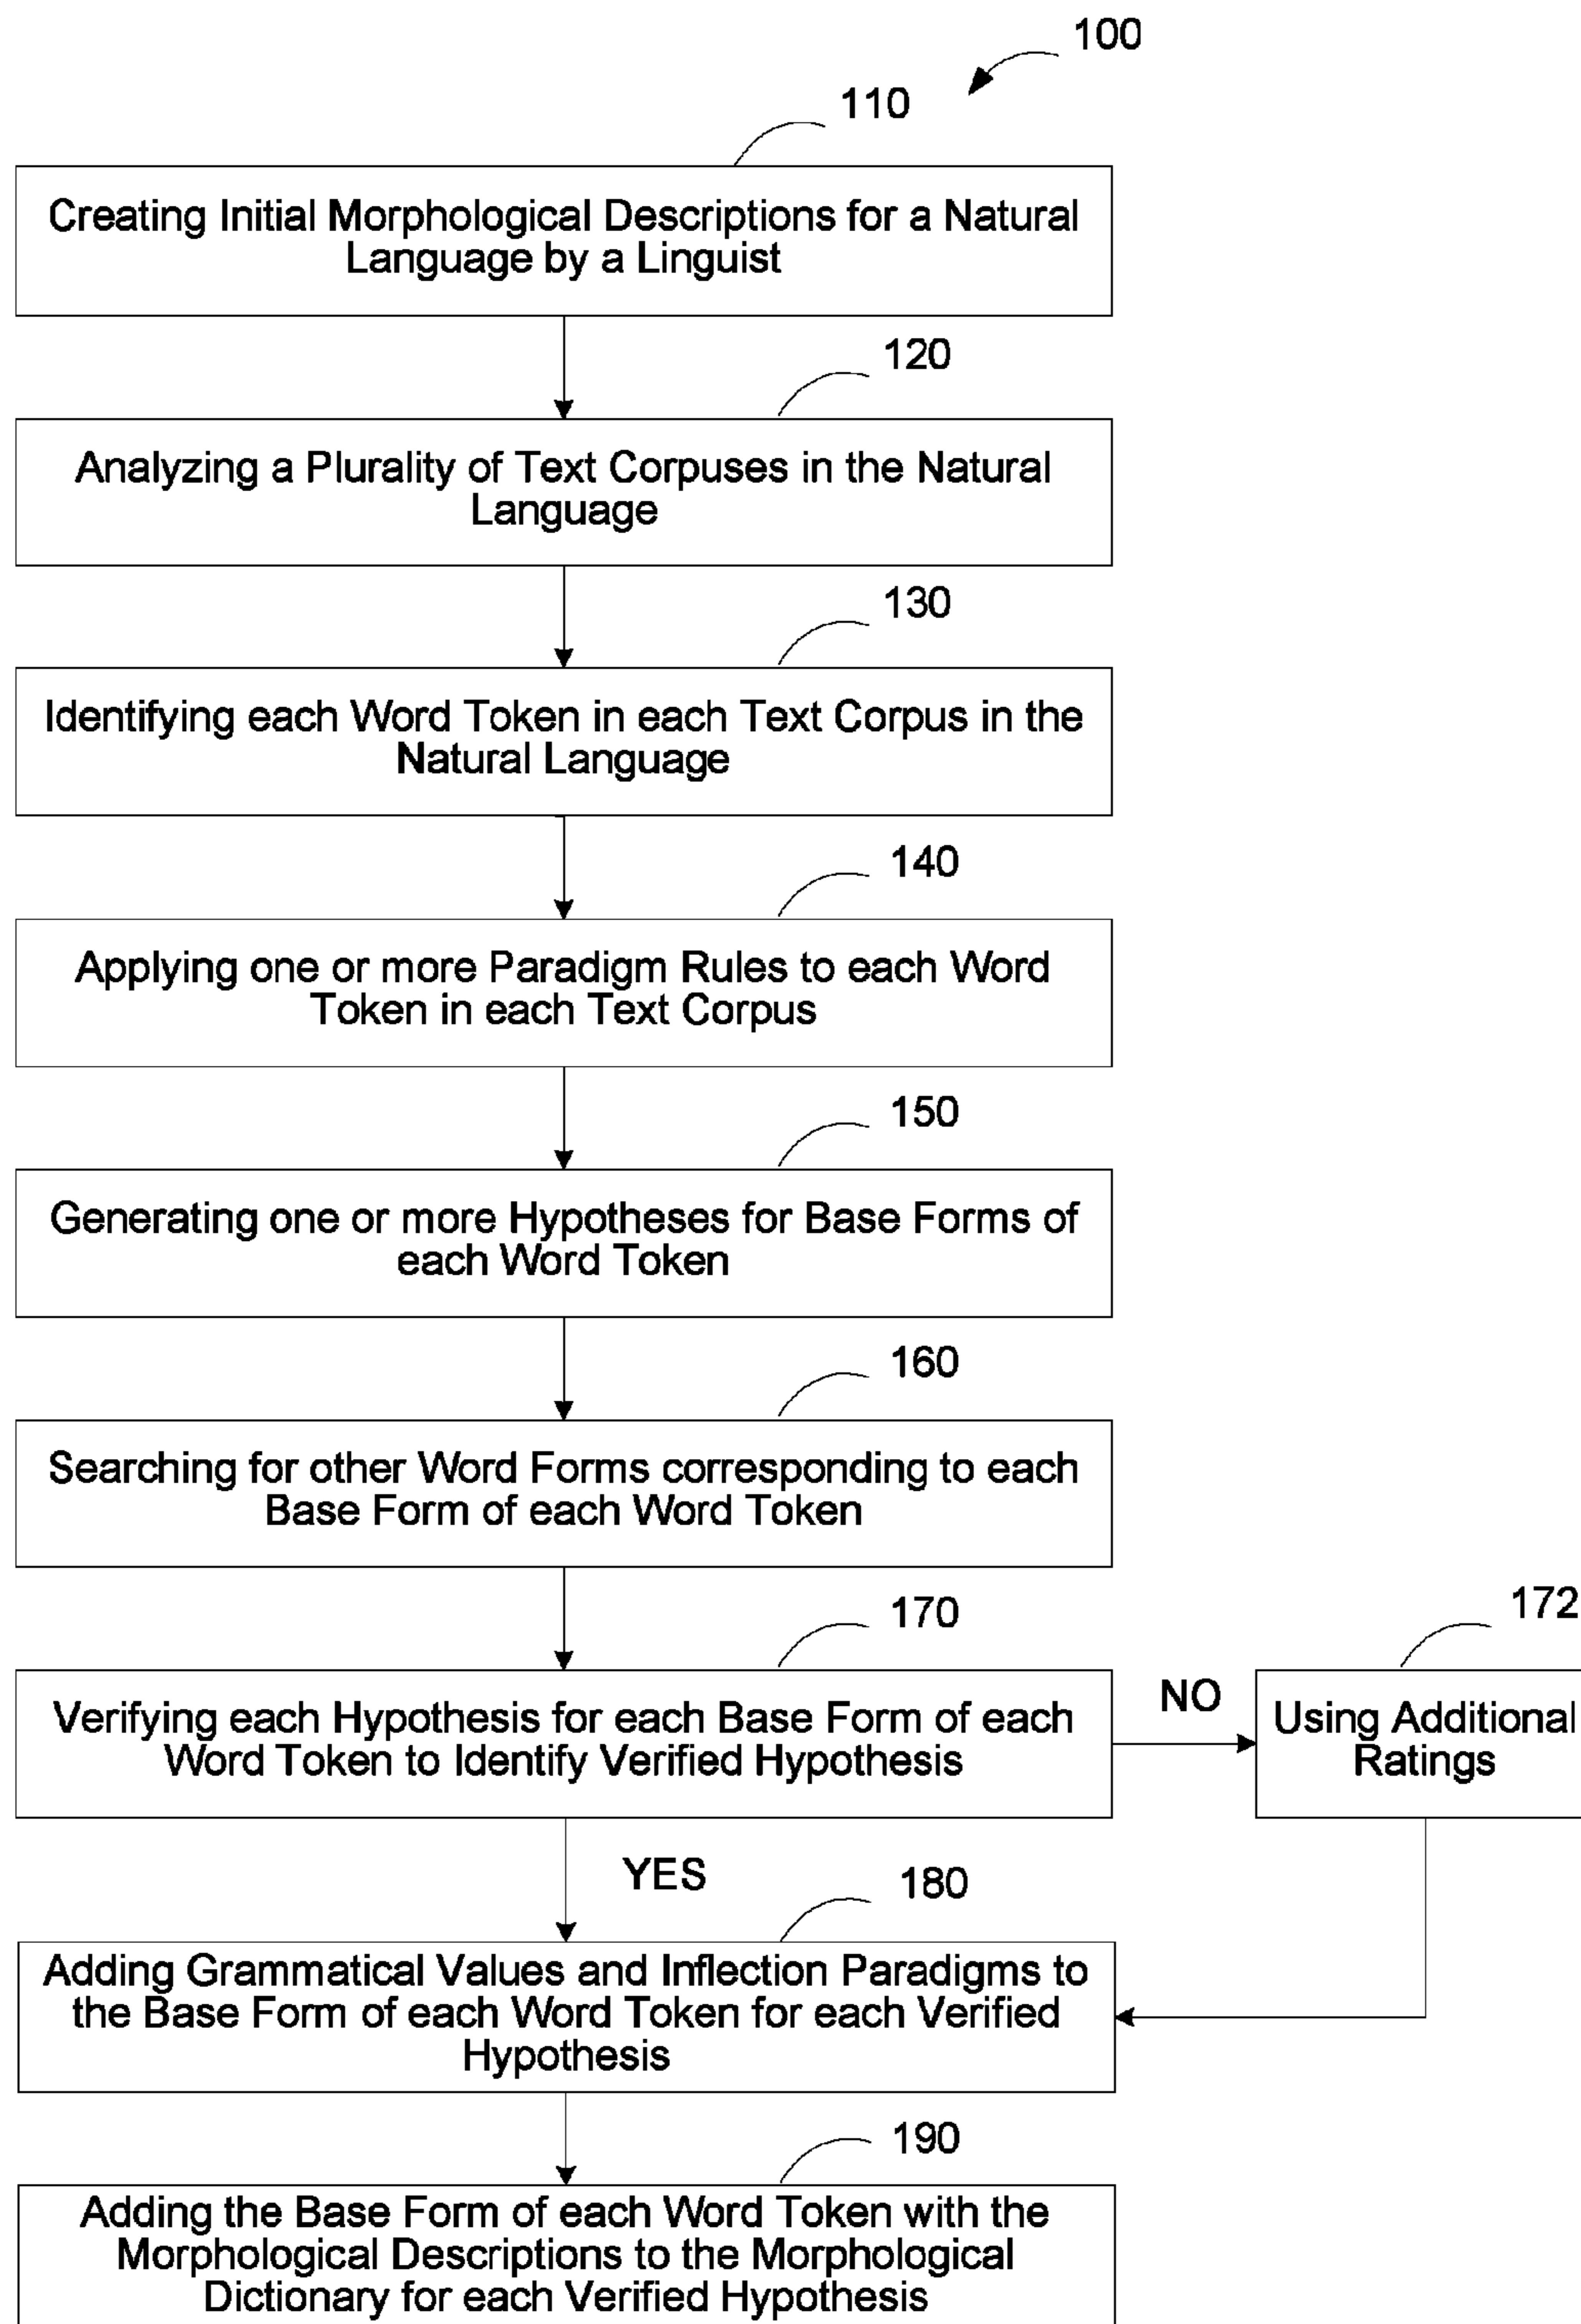 100
110
Creating Initial Morphological Descriptions for a Natural
Language by a Linguist
120
Analyzing a Plurality of Text Corpuses in the Natural
Language
130
Identifying each Word Token in each Text Corpus in the
Natural Language
140
Applying one or more Paradigm Rules to each Word
Token in each Text Corpus
150
Generating one or more Hypotheses for Base Forms of
each Word Token
160
Searching for other Word Forms corresponding to each
Base Form of each Word Token
170
172
Verifying each Hypothesis for each Base Form of each
Word Token to Identify Verified Hypothesis
NO
Using Additional
Ratings
YES
180
Adding Grammatical Values and Inflection Paradigms to
the Base Form of each Word Token for each Verified
Hypothesis
190
Adding the Base Form of each Word Token with the
Morphological Descriptions to the Morphological
Dictionary for each Verified Hypothesis